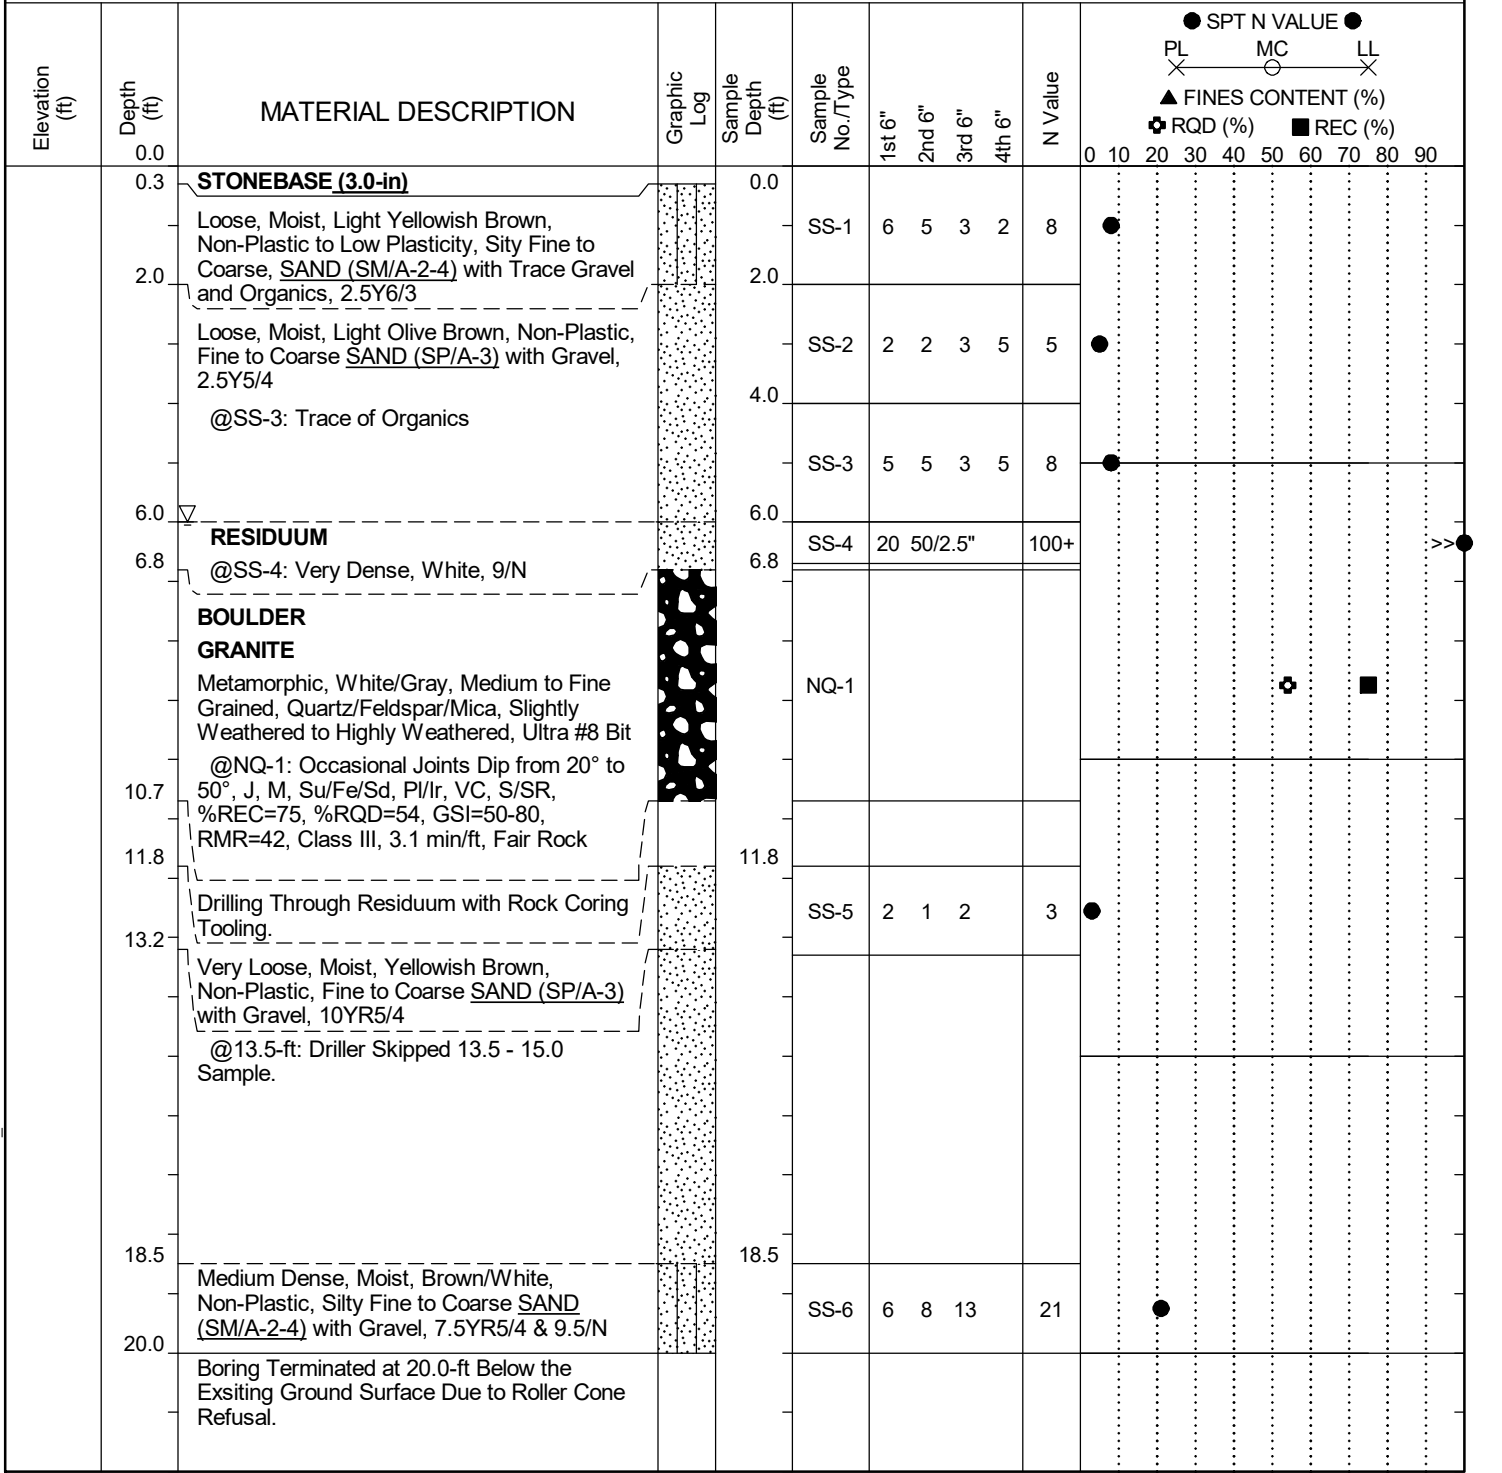 ● SPT N VALUE ●
PL MC LL
▲ FINES CONTENT (%)
RQD (%) ■ REC (%)
0 10 20 30 40 50 60 70 80 90
Elevation (ft)
Depth (ft)
0.0
MATERIAL DESCRIPTION
Graphic Log
Sample Depth (ft)
Sample No./Type
1st 6"
2nd 6"
3rd 6"
4th 6"
N Value
0.3 STONEBASE (3.0-in) 0.0
Loose, Moist, Light Yellowish Brown,
Non-Plastic to Low Plasticity, Sity Fine to
Coarse, SAND (SM/A-2-4) with Trace Gravel
and Organics, 2.5Y6/3
SS-1 6 5 3 2 8
2.0 2.0
Loose, Moist, Light Olive Brown, Non-Plastic,
Fine to Coarse SAND (SP/A-3) with Gravel,
2.5Y5/4
SS-2 2 2 3 5 5
4.0
@SS-3: Trace of Organics
SS-3 5 5 3 5 8
6.0 6.0
RESIDUUM
@SS-4: Very Dense, White, 9/N
SS-4 20 50/2.5" 100+ >>●
6.8 6.8
BOULDER
GRANITE
Metamorphic, White/Gray, Medium to Fine
Grained, Quartz/Feldspar/Mica, Slightly
Weathered to Highly Weathered, Ultra #8 Bit
NQ-1
@NQ-1: Occasional Joints Dip from 20° to
50°, J, M, Su/Fe/Sd, Pl/Ir, VC, S/SR,
%REC=75, %RQD=54, GSI=50-80,
RMR=42, Class III, 3.1 min/ft, Fair Rock
10.7
11.8 11.8
Drilling Through Residuum with Rock Coring
Tooling.
SS-5 2 1 2 3
13.2
Very Loose, Moist, Yellowish Brown,
Non-Plastic, Fine to Coarse SAND (SP/A-3)
with Gravel, 10YR5/4
@13.5-ft: Driller Skipped 13.5 - 15.0
Sample.
18.5 18.5
Medium Dense, Moist, Brown/White,
Non-Plastic, Silty Fine to Coarse SAND
(SM/A-2-4) with Gravel, 7.5YR5/4 & 9.5/N
SS-6 6 8 13 21
20.0
Boring Terminated at 20.0-ft Below the
Exsiting Ground Surface Due to Roller Cone
Refusal.